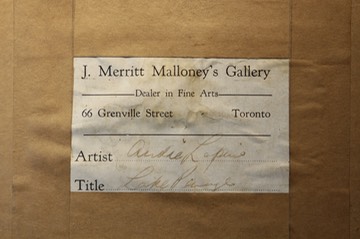 J. Merritt Malloney's Gallery
Dealer in Fine Arts
66 Grenville Street Toronto
Artist
Title